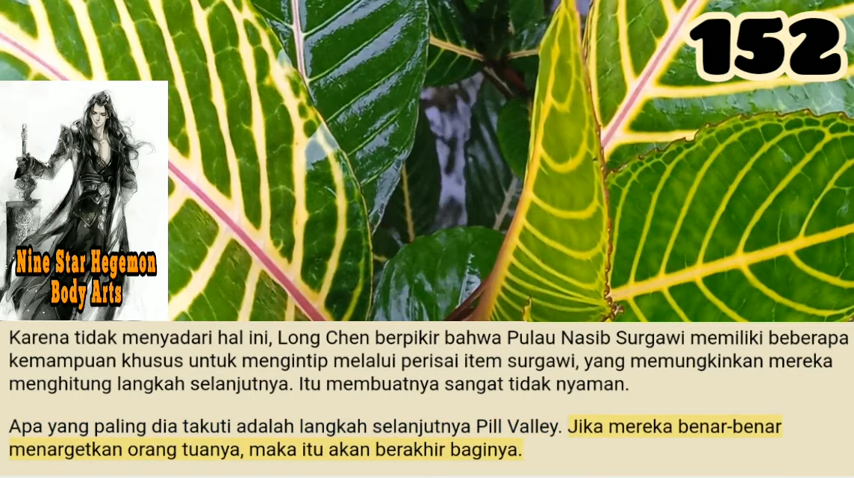 152
Nine Star Hegemon
Body Arts
Karena tidak menyadari hal ini, Long Chen berpikir bahwa Pulau Nasib Surgawi memiliki beberapa
kemampuan khusus untuk mengintip melalui perisai item surgawi, yang memungkinkan mereka
menghitung langkah selanjutnya. Itu membuatnya sangat tidak nyaman.
Apa yang paling dia takuti adalah langkah selanjutnya Pill Valley. Jika mereka benar-benar
menargetkan orang tuanya, maka itu akan berakhir baginya.